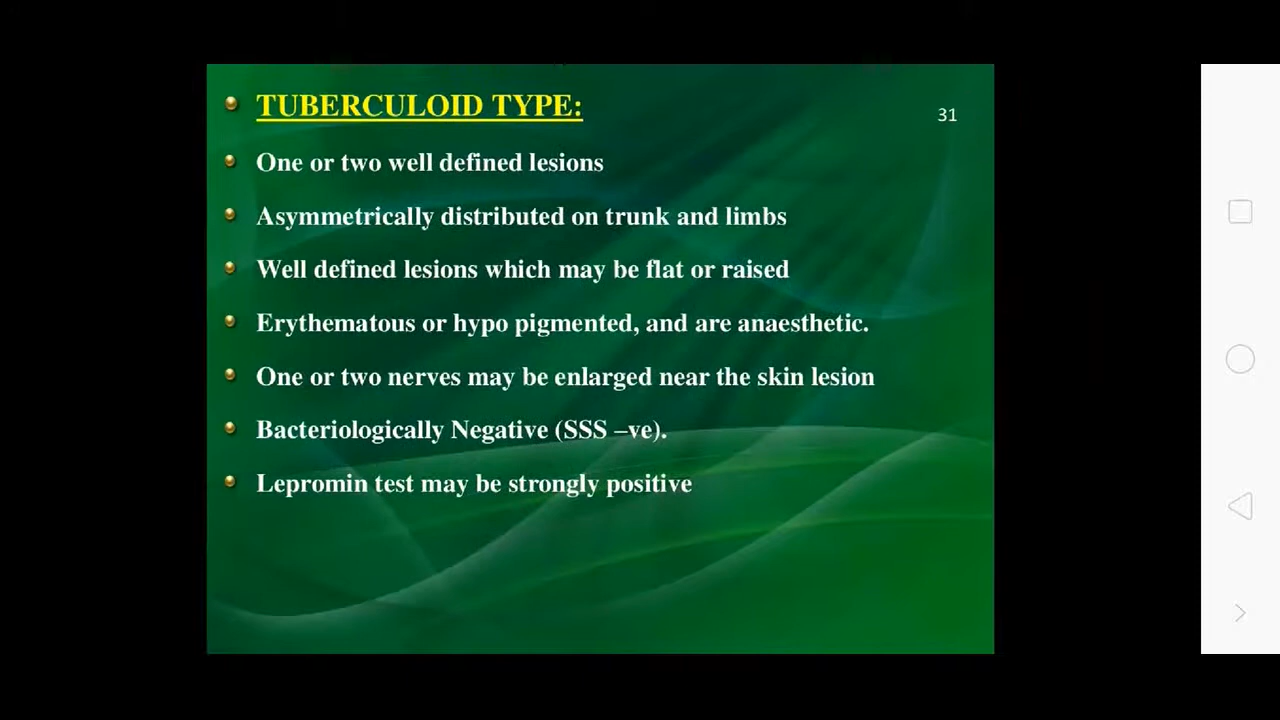 TUBERCULOID TYPE:
31
One or two well defined lesions
Asymmetrically distributed on trunk and limbs
Well defined lesions which may be flat or raised
Erythematous or hypo pigmented, and are anaesthetic.
One or two nerves may be enlarged near the skin lesion
Bacteriologically Negative (SSS –ve).
Lepromin test may be strongly positive